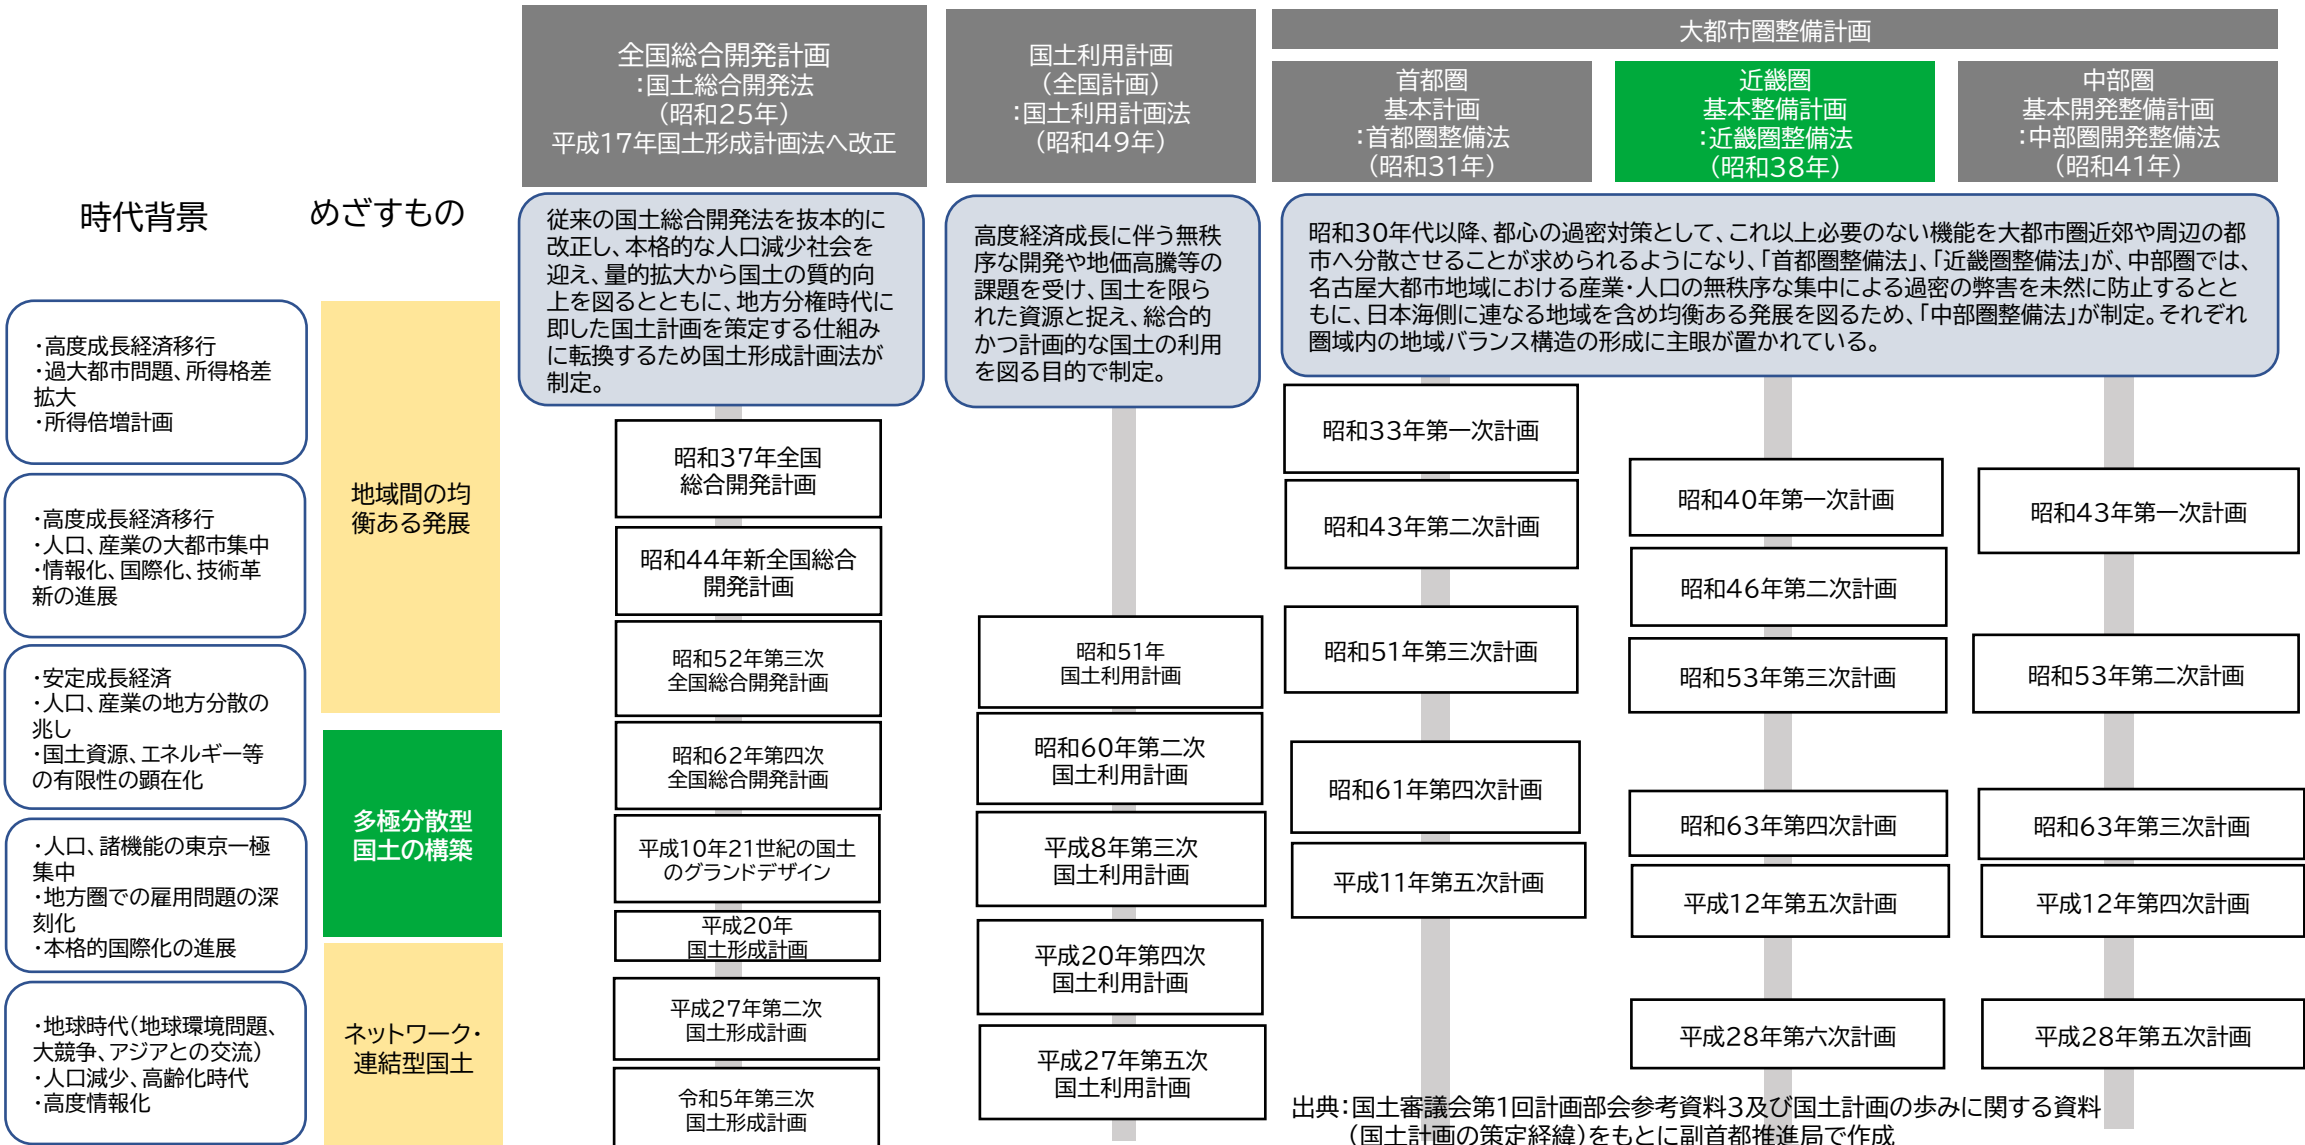 全国総合開発計画
:国土総合開発法
(昭和25年)
平成17年国土形成計画法へ改正
国土利用計画
(全国計画)
:国土利用計画法
(昭和49年)
大都市圏整備計画
首都圏
基本計画
:首都圏整備法
(昭和31年)
近畿圏
基本整備計画
:近畿圏整備法
(昭和38年)
中部圏
基本開発整備計画
:中部圏開発整備法
(昭和41年)
時代背景
めざすもの
従来の国土総合開発法を抜本的に
改正し、本格的な人口減少社会を
迎え、量的拡大から国土の質的向
上を図るとともに、地方分権時代に
即した国土計画を策定する仕組み
に転換するため国土形成計画法が
制定。
高度経済成長に伴う無秩
序な開発や地価高騰等の
課題を受け、国土を限ら
れた資源と捉え、総合的
かつ計画的な国土の利用
を図る目的で制定。
昭和30年代以降、都心の過密対策として、これ以上必要のない機能を大都市圏近郊や周辺の都
市へ分散させることが求められるようになり、「首都圏整備法」、「近畿圏整備法」が、中部圏では、
名古屋大都市地域における産業・人口の無秩序な集中による過密の弊害を未然に防止するとと
もに、日本海側に連なる地域を含め均衡ある発展を図るため、「中部圏整備法」が制定。それぞれ
圏域内の地域バランス構造の形成に主眼が置かれている。
・高度成長経済移行
・過大都市問題、所得格差
拡大
・所得倍増計画
・高度成長経済移行
・人口、産業の大都市集中
・情報化、国際化、技術革
新の進展
・安定成長経済
・人口、産業の地方分散の
兆し
・国土資源、エネルギー等
の有限性の顕在化
・人口、諸機能の東京一極
集中
・地方圏での雇用問題の深
刻化
・本格的国際化の進展
・地球時代(地球環境問題、
大競争、アジアとの交流)
・人口減少、高齢化時代
・高度情報化
地域間の均
衡ある発展
多極分散型
国土の構築
ネットワーク・
連結型国土
昭和37年全国
総合開発計画
昭和44年新全国総合
開発計画
昭和52年第三次
全国総合開発計画
昭和62年第四次
全国総合開発計画
平成10年21世紀の国土
のグランドデザイン
平成20年
国土形成計画
平成27年第二次
国土形成計画
令和5年第三次
国土形成計画
昭和51年
国土利用計画
昭和60年第二次
国土利用計画
平成8年第三次
国土利用計画
平成20年第四次
国土利用計画
平成27年第五次
国土利用計画
昭和33年第一次計画
昭和43年第二次計画
昭和51年第三次計画
昭和61年第四次計画
平成11年第五次計画
昭和40年第一次計画
昭和46年第二次計画
昭和53年第三次計画
昭和63年第四次計画
平成12年第五次計画
平成28年第六次計画
昭和43年第一次計画
昭和53年第二次計画
昭和63年第三次計画
平成12年第四次計画
平成28年第五次計画
出典:国土審議会第1回計画部会参考資料3及び国土計画の歩みに関する資料
(国土計画の策定経緯)をもとに副首都推進局で作成